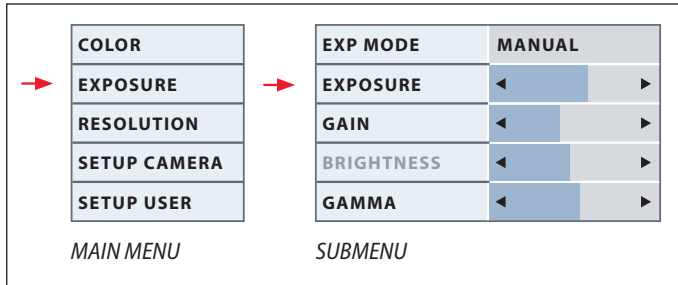 COLOR
EXPOSURE
RESOLUTION
SETUP CAMERA
SETUP USER
MAIN MENU
EXP MODE MANUAL
EXPOSURE
GAIN
BRIGHTNESS
GAMMA
SUBMENU